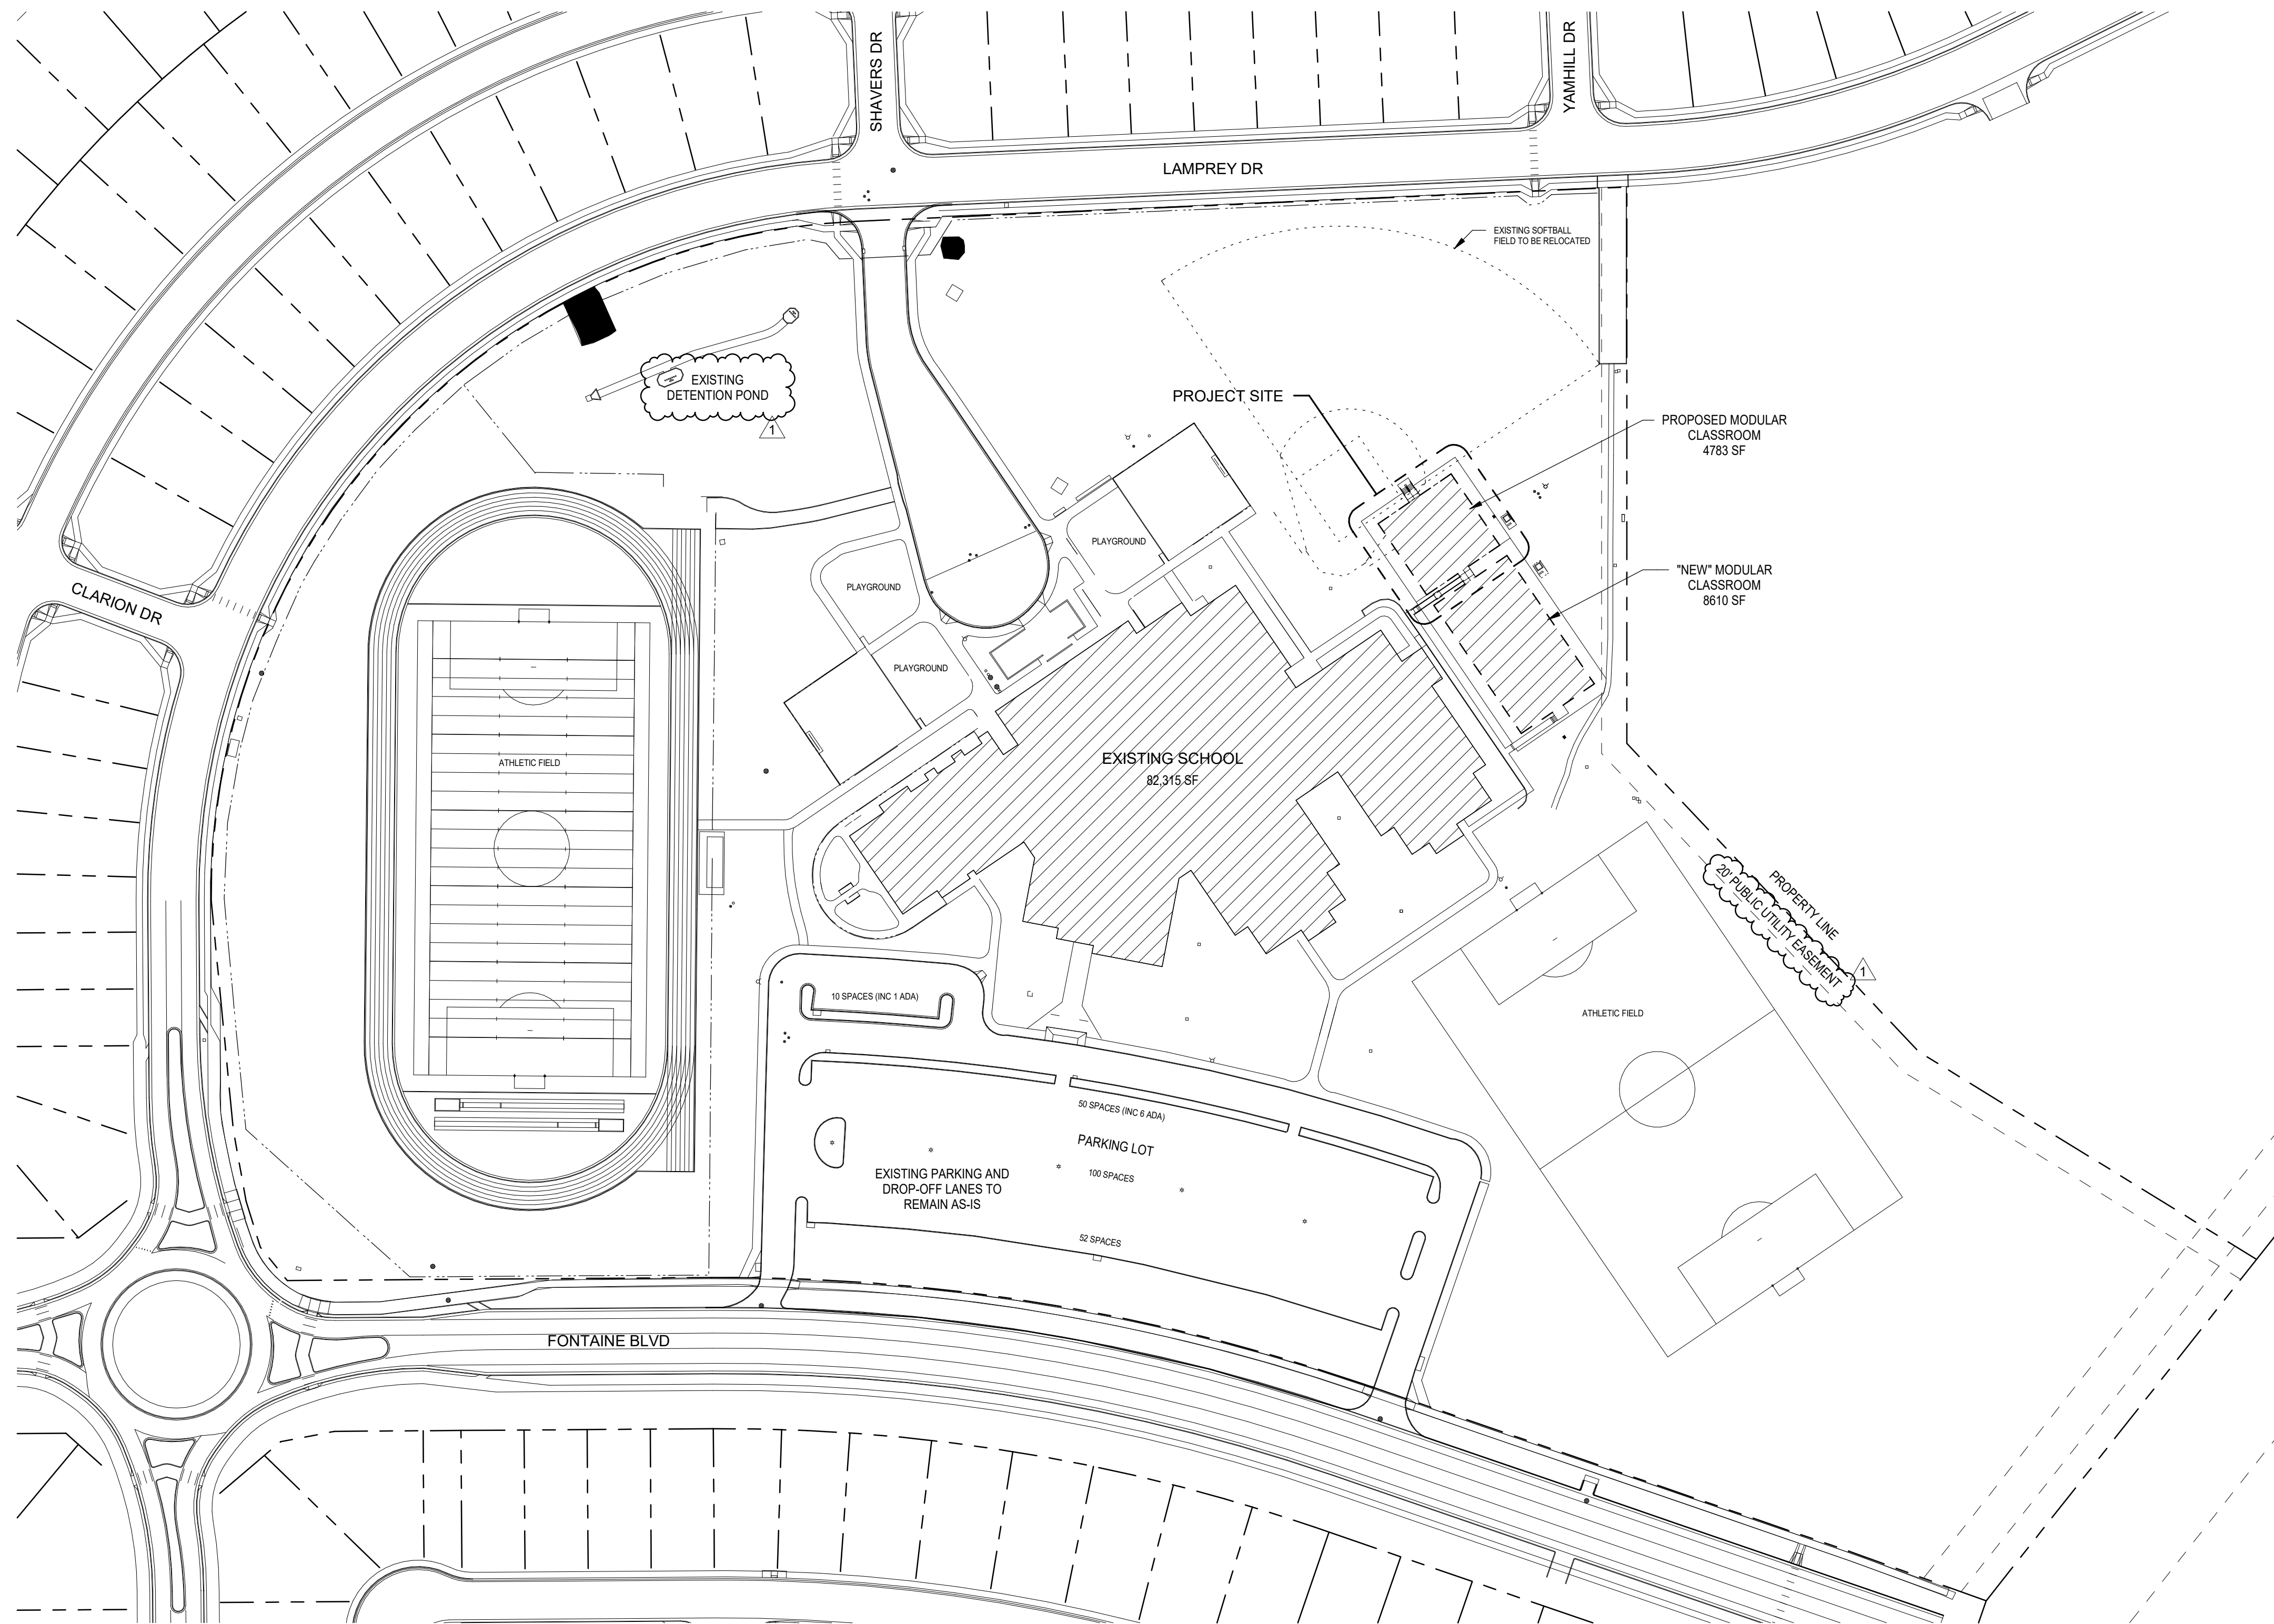 SHAVERS DR
YAMHILL DR
LAMPREY DR
EXISTING SOFTBALL
FIELD TO BE RELOCATED
EXISTING
DETENTION POND
1
PROJECT SITE
PROPOSED MODULAR
CLASSROOM
4783 SF
PLAYGROUND
"NEW" MODULAR
CLASSROOM
8610 SF
CLARION DR
PLAYGROUND
PLAYGROUND
ATHLETIC FIELD
EXISTING SCHOOL
82,315 SF
PROPERTY LINE
20' PUBLIC UTILITY EASEMENT
1
10 SPACES (INC 1 ADA)
ATHLETIC FIELD
50 SPACES (INC 6 ADA)
PARKING LOT
100 SPACES
EXISTING PARKING AND
DROP-OFF LANES TO
REMAIN AS-IS
52 SPACES
FONTAINE BLVD